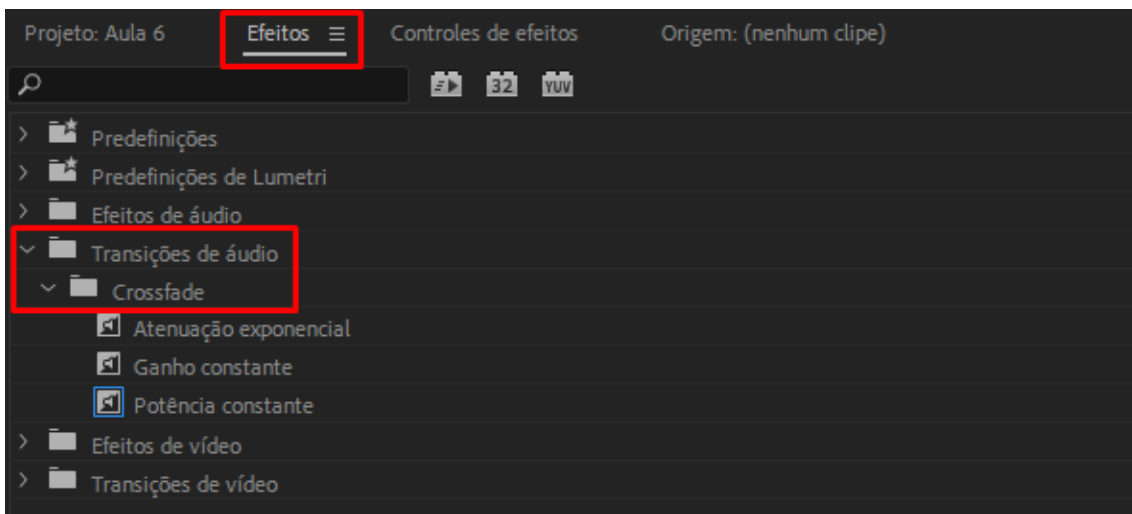 Projeto: Aula 6 Efeitos Controles de efeitos Origem: (nenhum clipe)
32 YUV
Predefinições
Predefinições de Lumetri
Efeitos de áudio
Transições de áudio
Crossfade
Atenuação exponencial
Ganho constante
Potência constante
Efeitos de vídeo
Transições de vídeo